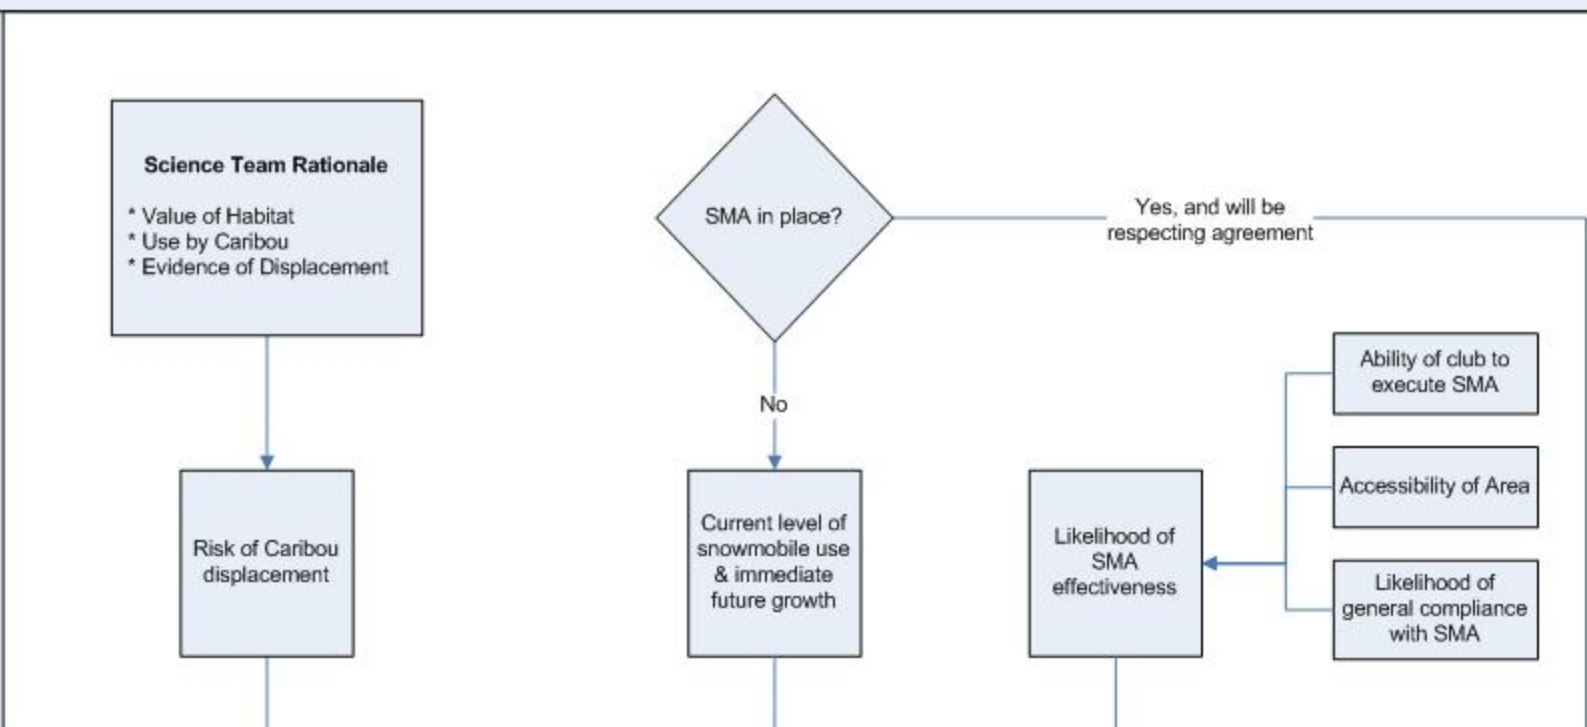 Science Team Rationale
* Value of Habitat
* Use by Caribou
* Evidence of Displacement
SMA in place?
Yes, and will be
respecting agreement
No
Ability of club to
execute SMA
Accessibility of Area
Likelihood of
general compliance
with SMA
Risk of Caribou
displacement
Current level of
snowmobile use
& immediate
future growth
Likelihood of
SMA
effectiveness